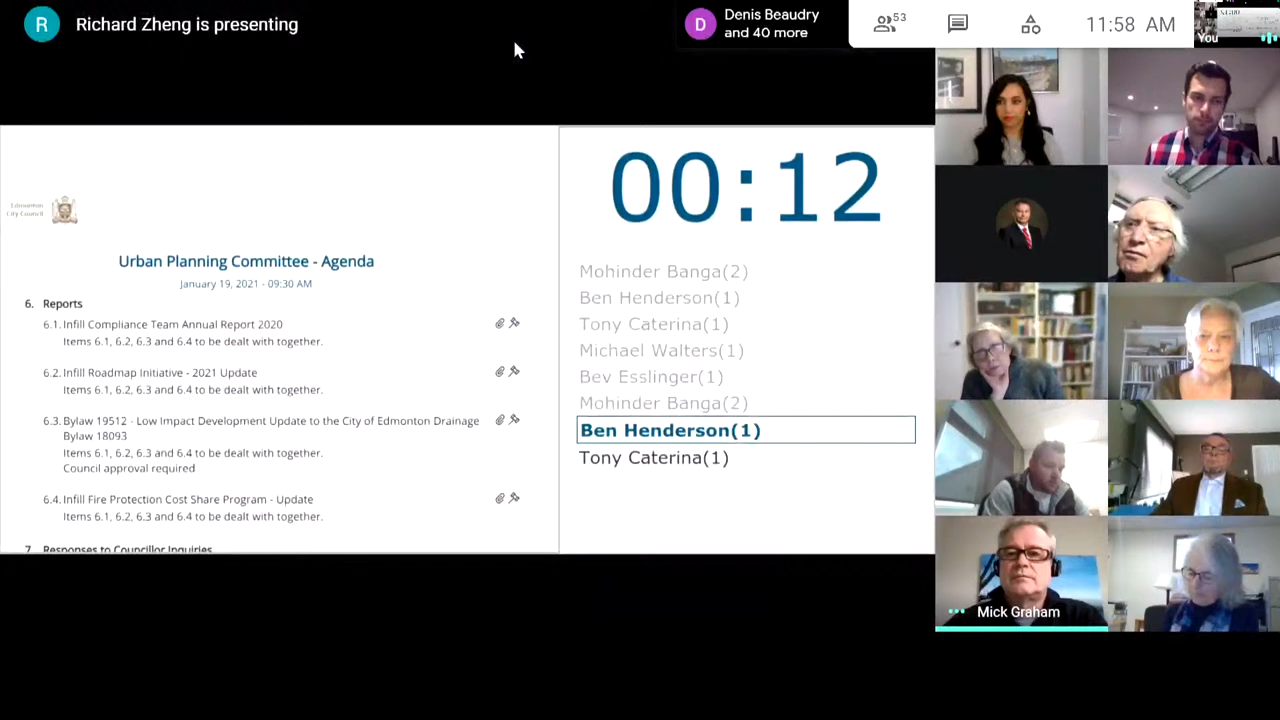 R
Richard Zheng is presenting
D
Denis Beaudry
and 40 more
53
11:58 AM
You
Edmonton
City Council
Urban Planning Committee - Agenda
January 19, 2021 - 09:30 AM
6. Reports
6.1. Infill Compliance Team Annual Report 2020
Items 6.1, 6.2, 6.3 and 6.4 to be dealt with together.
6.2. Infill Roadmap Initiative - 2021 Update
Items 6.1, 6.2, 6.3 and 6.4 to be dealt with together.
6.3. Bylaw 19512 - Low Impact Development Update to the City of Edmonton Drainage
Bylaw 18093
Items 6.1, 6.2, 6.3 and 6.4 to be dealt with together.
Council approval required
6.4. Infill Fire Protection Cost Share Program - Update
Items 6.1, 6.2, 6.3 and 6.4 to be dealt with together.
7. Responses to Councillor Inquiries
00:12
Mohinder Banga(2)
Ben Henderson(1)
Tony Caterina(1)
Michael Walters(1)
Bev Esslinger(1)
Mohinder Banga(2)
Ben Henderson(1)
Tony Caterina(1)
Mick Graham